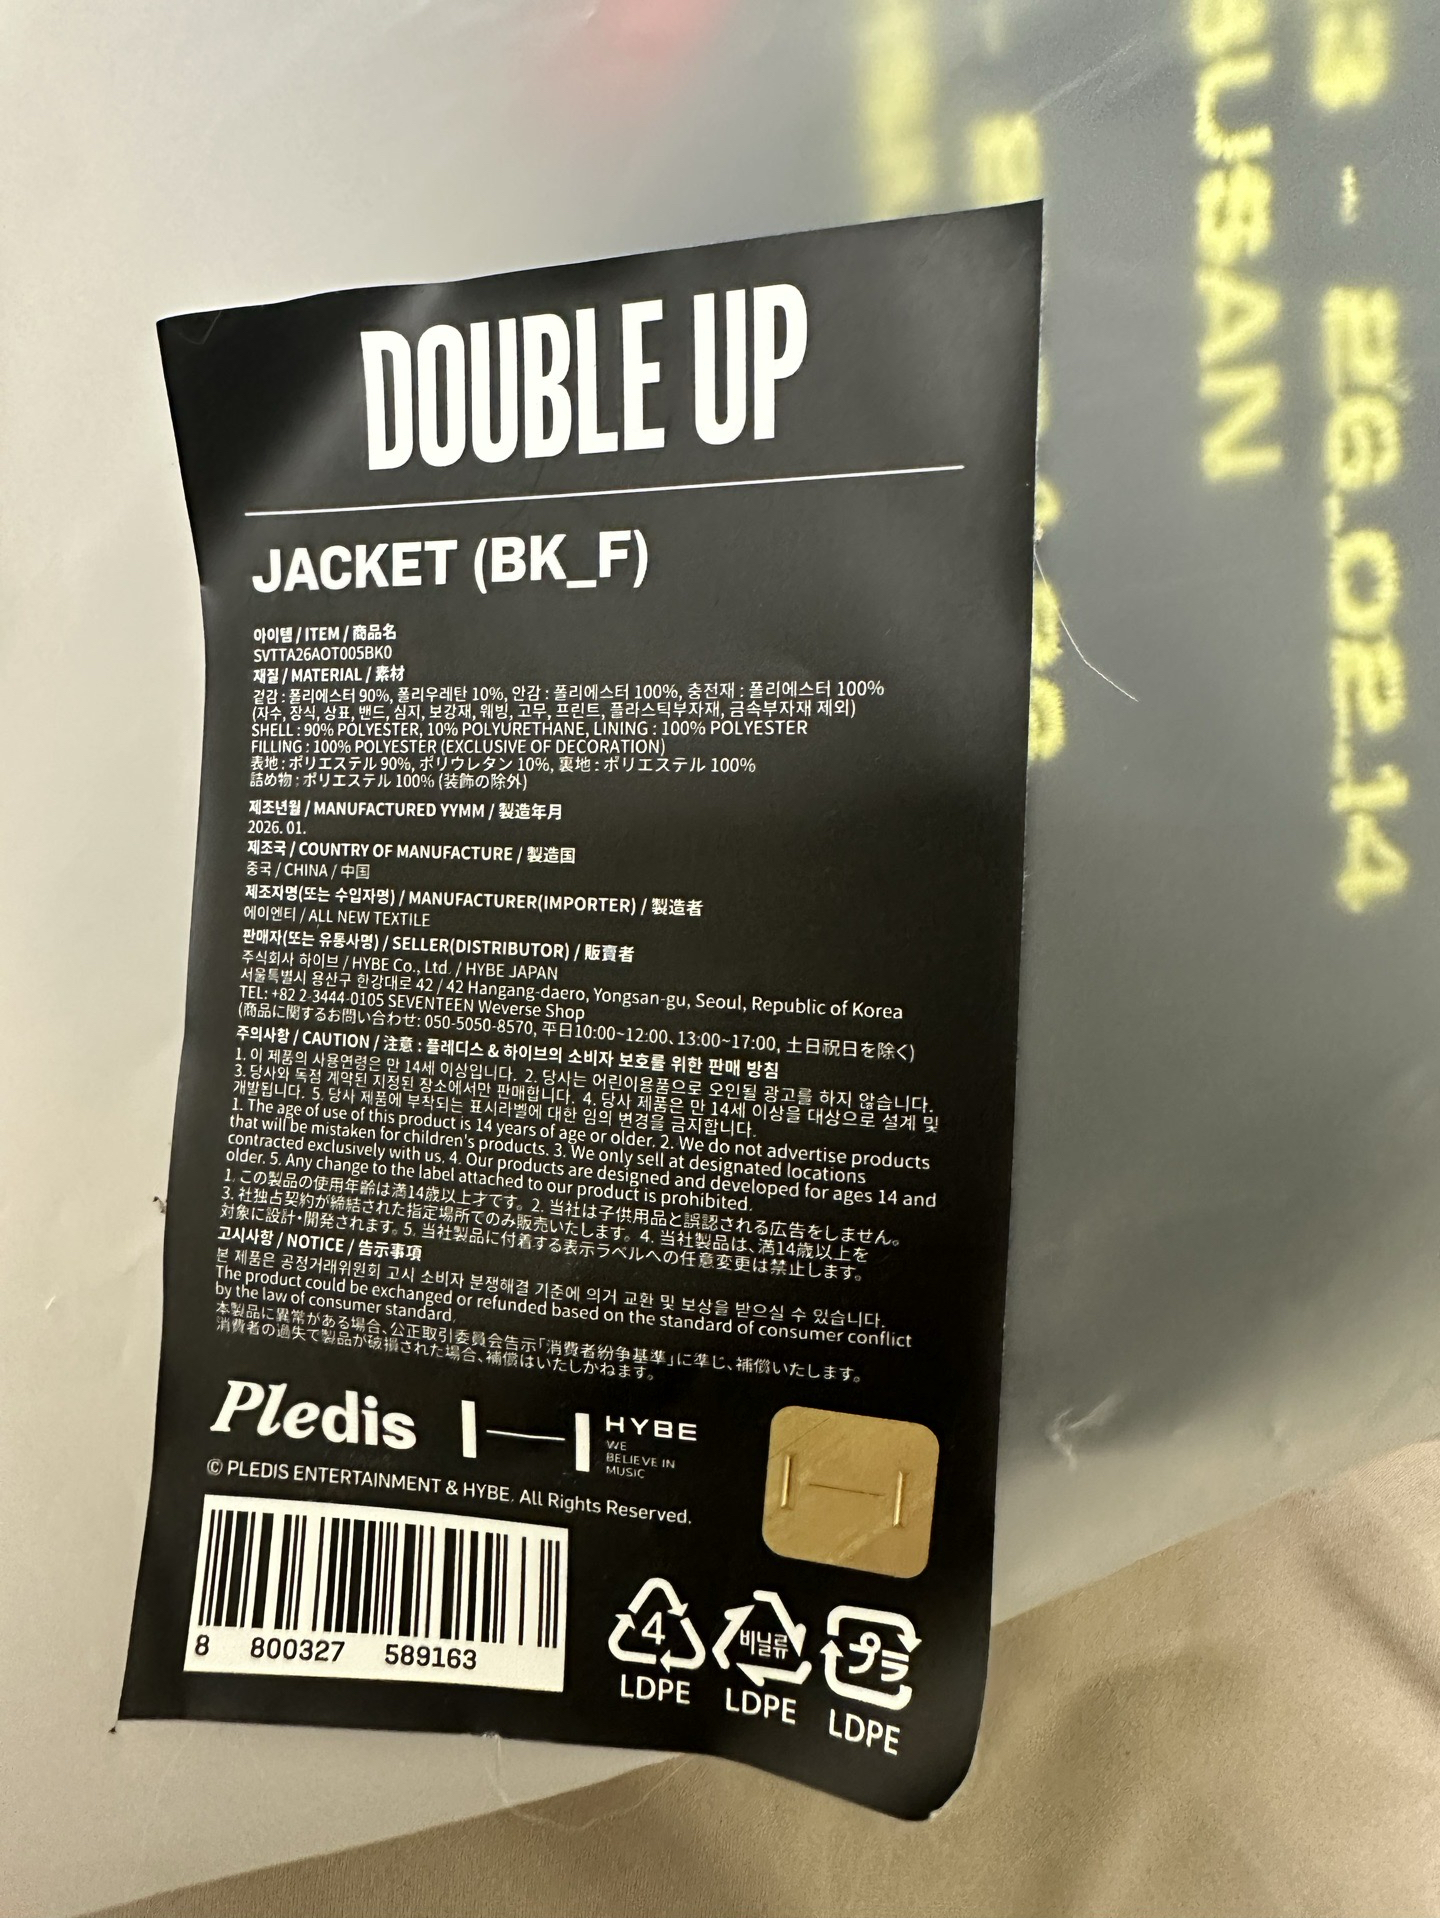 DOUBLE UP
JACKET (BK_F)
아이템 / ITEM / 商品名
SVTTA26AOT005BK0
재질 / MATERIAL / 素材
겉감 : 폴리에스터 90%, 폴리우레탄 10%, 안감 : 폴리에스터 100%, 충전재 : 폴리에스터 100%
(자수, 장식, 상표, 밴드, 심지, 보강재, 웨빙, 고무, 프린트, 플라스틱부자재, 금속부자재 제외)
SHELL : 90% POLYESTER, 10% POLYURETHANE, LINING : 100% POLYESTER
FILLING : 100% POLYESTER (EXCLUSIVE OF DECORATION)
表地 : ポリエステル 90%, ポリウレタン 10%, 裏地 : ポリエステル 100%
詰め物 : ポリエステル 100% (装飾の除外)
제조년월 / MANUFACTURED YYMM / 製造年月
2026. 01.
제조국 / COUNTRY OF MANUFACTURE / 製造国
중국 / CHINA / 中国
제조자명(또는 수입자명) / MANUFACTURER(IMPORTER) / 製造者
에이엔티 / ALL NEW TEXTILE
판매자(또는 유통사명) / SELLER(DISTRIBUTOR) / 販賣者
주식회사 하이브 / HYBE Co., Ltd. / HYBE JAPAN
서울특별시 용산구 한강대로 42 / 42 Hangang-daero, Yongsan-gu, Seoul, Republic of Korea
TEL: +82 2-3444-0105 SEVENTEEN Weverse Shop
(商品に関するお問い合わせ: 050-5050-8570, 平日10:00~12:00、13:00~17:00, 土日祝日を除く)
주의사항 / CAUTION / 注意 : 플레디스 & 하이브의 소비자 보호를 위한 판매 방침
1. 이 제품의 사용연령은 만 14세 이상입니다. 2. 당사는 어린이용품으로 오인될 광고를 하지 않습니다.
3. 당사와 독점 계약된 지정된 장소에서만 판매합니다. 4. 당사 제품은 만 14세 이상을 대상으로 설계 및
개발됩니다. 5. 당사 제품에 부착되는 표시라벨에 대한 임의 변경을 금지합니다.
1. The age of use of this product is 14 years of age or older. 2. We do not advertise products
that will be mistaken for children's products. 3. We only sell at designated locations
contracted exclusively with us. 4. Our products are designed and developed for ages 14 and
older. 5. Any change to the label attached to our product is prohibited.
1. この製品の使用年齢は満14歳以上才です。2. 当社は子供用品と誤認される広告をしません。
3. 社独占契約が締結された指定場所でのみ販売いたします。4. 当社製品は、満14歳以上を
対象に設計・開発されます。5. 当社製品に付着する表示ラベルへの任意変更は禁止します。
고시사항 / NOTICE / 告示事項
본 제품은 공정거래위원회 고시 소비자 분쟁해결 기준에 의거 교환 및 보상을 받으실 수 있습니다.
The product could be exchanged or refunded based on the standard of consumer conflict
by the law of consumer standard.
本製品に異常がある場合、公正取引委員会告示「消費者紛争基準」に準じ、補償いたします。
消費者の過失で製品が破損された場合、補償はいたしかねます。
Pledis
HYBE
WE
BELIEVE IN
MUSIC
© PLEDIS ENTERTAINMENT & HYBE. All Rights Reserved.
8 800327 589163
4
LDPE
비닐류
LDPE
プラ
LDPE
BUSAN
3 - 26.02.14